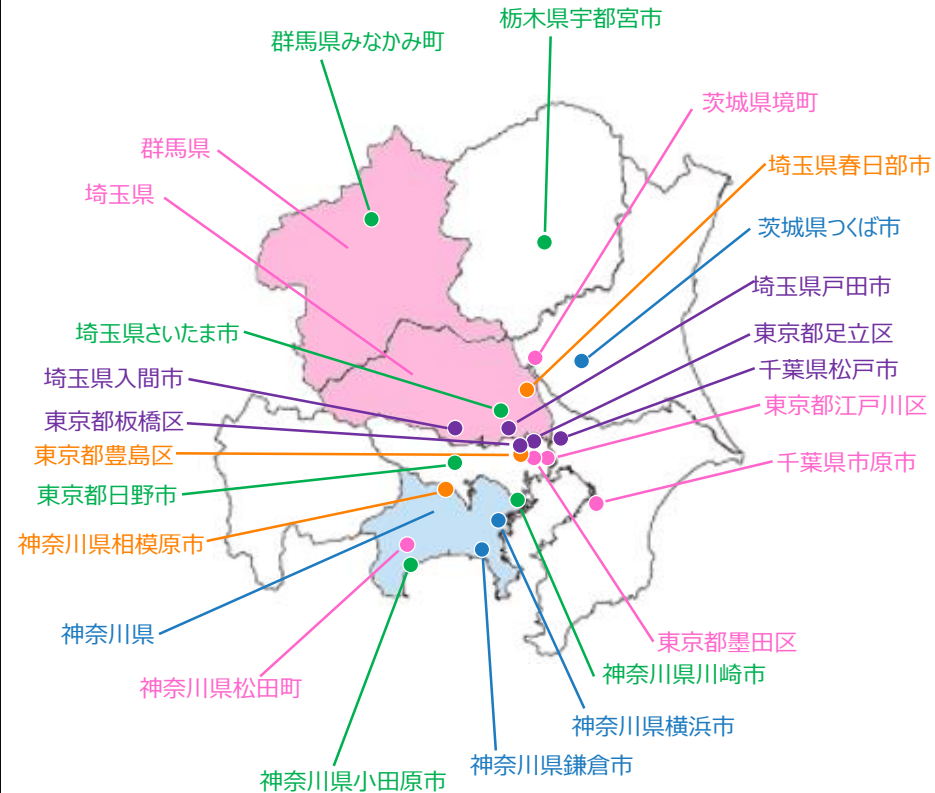 栃木県宇都宮市
群馬県みなかみ町
茨城県境町
群馬県
埼玉県春日部市
埼玉県
茨城県つくば市
埼玉県戸田市
埼玉県さいたま市
東京都足立区
千葉県松戸市
埼玉県入間市
東京都江戸川区
東京都板橋区
東京都豊島区
千葉県市原市
東京都日野市
神奈川県相模原市
神奈川県
東京都墨田区
神奈川県川崎市
神奈川県松田町
神奈川県横浜市
神奈川県鎌倉市
神奈川県小田原市